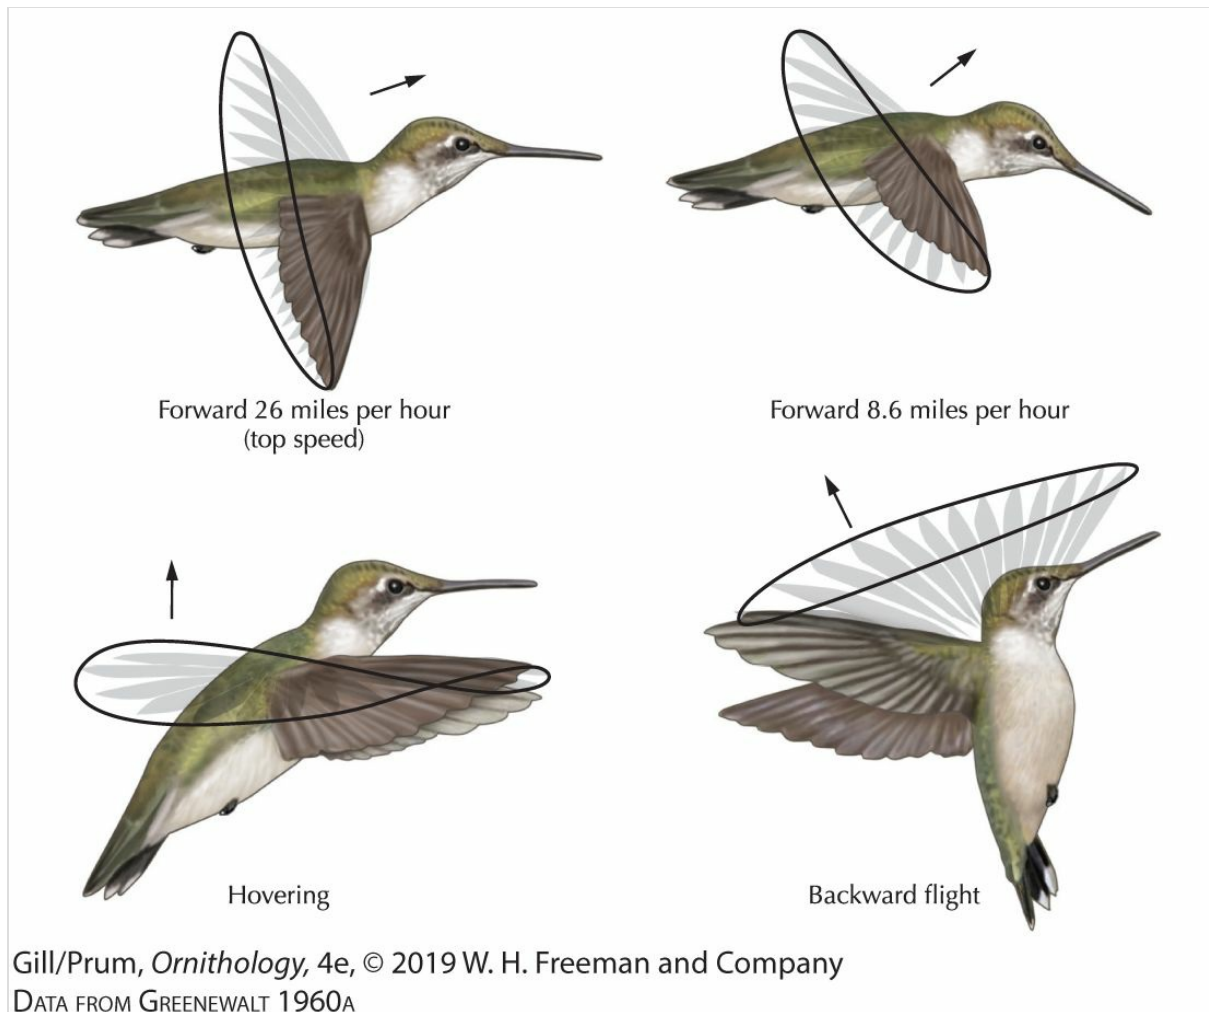 Forward 26 miles per hour
(top speed)
Forward 8.6 miles per hour
Hovering
Backward flight
Gill/Prum, Ornithology, 4e, © 2019 W. H. Freeman and Company
DATA FROM GREENEWALT 1960A